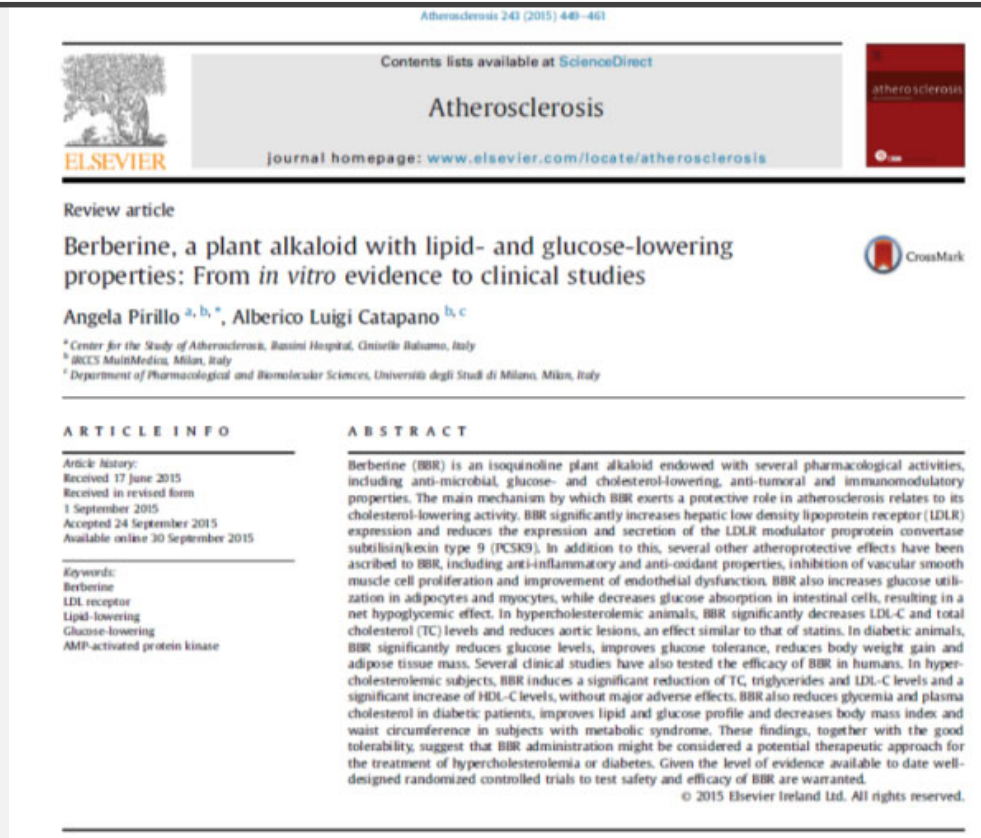 Atherosclerosis 243 (2015) 449–461
Contents lists available at ScienceDirect
Atherosclerosis
journal homepage: www.elsevier.com/locate/atherosclerosis
ELSEVIER
atherosclerosis
Review article
Berberine, a plant alkaloid with lipid- and glucose-lowering
properties: From in vitro evidence to clinical studies
CrossMark
Angela Pirillo a, b, *, Alberico Luigi Catapano b, c
a Center for the Study of Atherosclerosis, Bassini Hospital, Cinisello Balsamo, Italy
b IRCCS MultiMedica, Milan, Italy
c Department of Pharmacological and Biomolecular Sciences, Università degli Studi di Milano, Milan, Italy
ARTICLE INFO
Article history:
Received 17 June 2015
Received in revised form
1 September 2015
Accepted 24 September 2015
Available online 30 September 2015
Keywords:
Berberine
LDL receptor
Lipid-lowering
Glucose-lowering
AMP-activated protein kinase
ABSTRACT
Berberine (BBR) is an isoquinoline plant alkaloid endowed with several pharmacological activities,
including anti-microbial, glucose- and cholesterol-lowering, anti-tumoral and immunomodulatory
properties. The main mechanism by which BBR exerts a protective role in atherosclerosis relates to its
cholesterol-lowering activity. BBR significantly increases hepatic low density lipoprotein receptor (LDLR)
expression and reduces the expression and secretion of the LDLR modulator proprotein convertase
subtilisin/kexin type 9 (PCSK9). In addition to this, several other atheroprotective effects have been
ascribed to BBR, including anti-inflammatory and anti-oxidant properties, inhibition of vascular smooth
muscle cell proliferation and improvement of endothelial dysfunction. BBR also increases glucose utili-
zation in adipocytes and myocytes, while decreases glucose absorption in intestinal cells, resulting in a
net hypoglycemic effect. In hypercholesterolemic animals, BBR significantly decreases LDL-C and total
cholesterol (TC) levels and reduces aortic lesions, an effect similar to that of statins. In diabetic animals,
BBR significantly reduces glucose levels, improves glucose tolerance, reduces body weight gain and
adipose tissue mass. Several clinical studies have also tested the efficacy of BBR in humans. In hyper-
cholesterolemic subjects, BBR induces a significant reduction of TC, triglycerides and LDL-C levels and a
significant increase of HDL-C levels, without major adverse effects. BBR also reduces glycemia and plasma
cholesterol in diabetic patients, improves lipid and glucose profile and decreases body mass index and
waist circumference in subjects with metabolic syndrome. These findings, together with the good
tolerability, suggest that BBR administration might be considered a potential therapeutic approach for
the treatment of hypercholesterolemia or diabetes. Given the level of evidence available to date well-
designed randomized controlled trials to test safety and efficacy of BBR are warranted.
© 2015 Elsevier Ireland Ltd. All rights reserved.